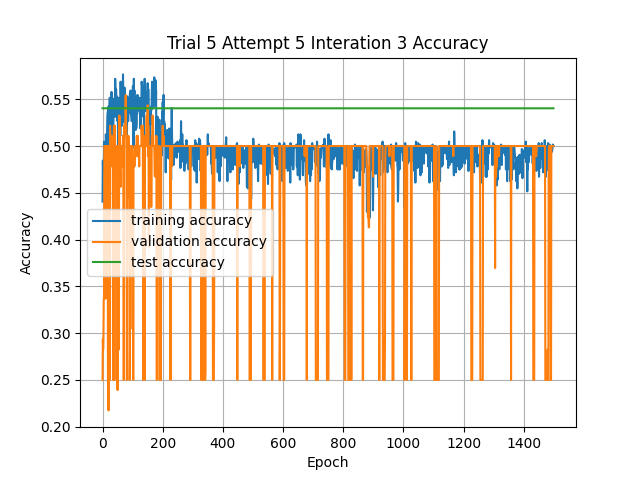 Trial 5 Attempt 5 Interation 3 Accuracy
0.55
0.50
0.45
0.40
0.35
0.30
0.25
0.20
Accuracy
training accuracy
validation accuracy
test accuracy
0 200 400 600 800 1000 1200 1400
Epoch